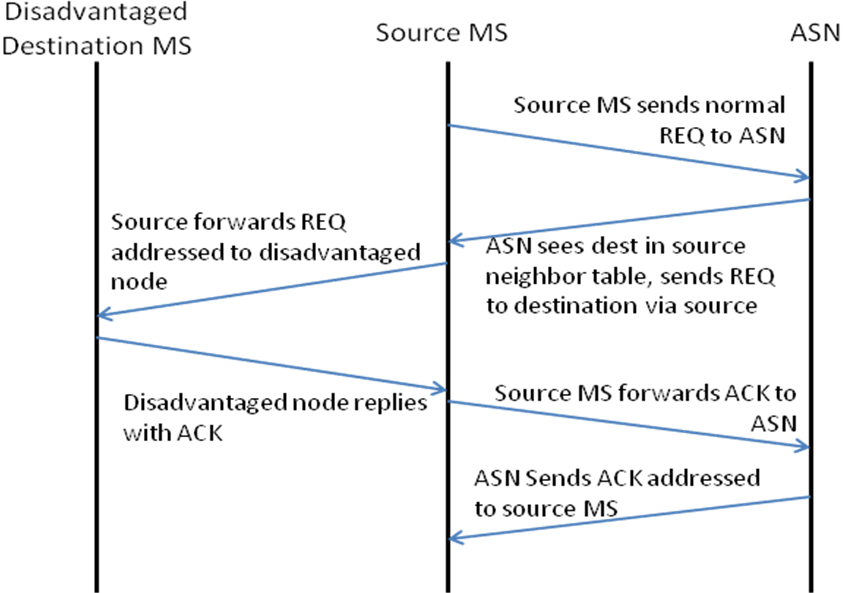 Disadvantaged
Destination MS
Source MS
ASN
Source MS sends normal
REQ to ASN
Source forwards REQ
addressed to disadvantaged
node
ASN sees dest in source
neighbor table, sends REQ
to destination via source
Disadvantaged node replies
with ACK
Source MS forwards ACK to
ASN
ASN Sends ACK addressed
to source MS